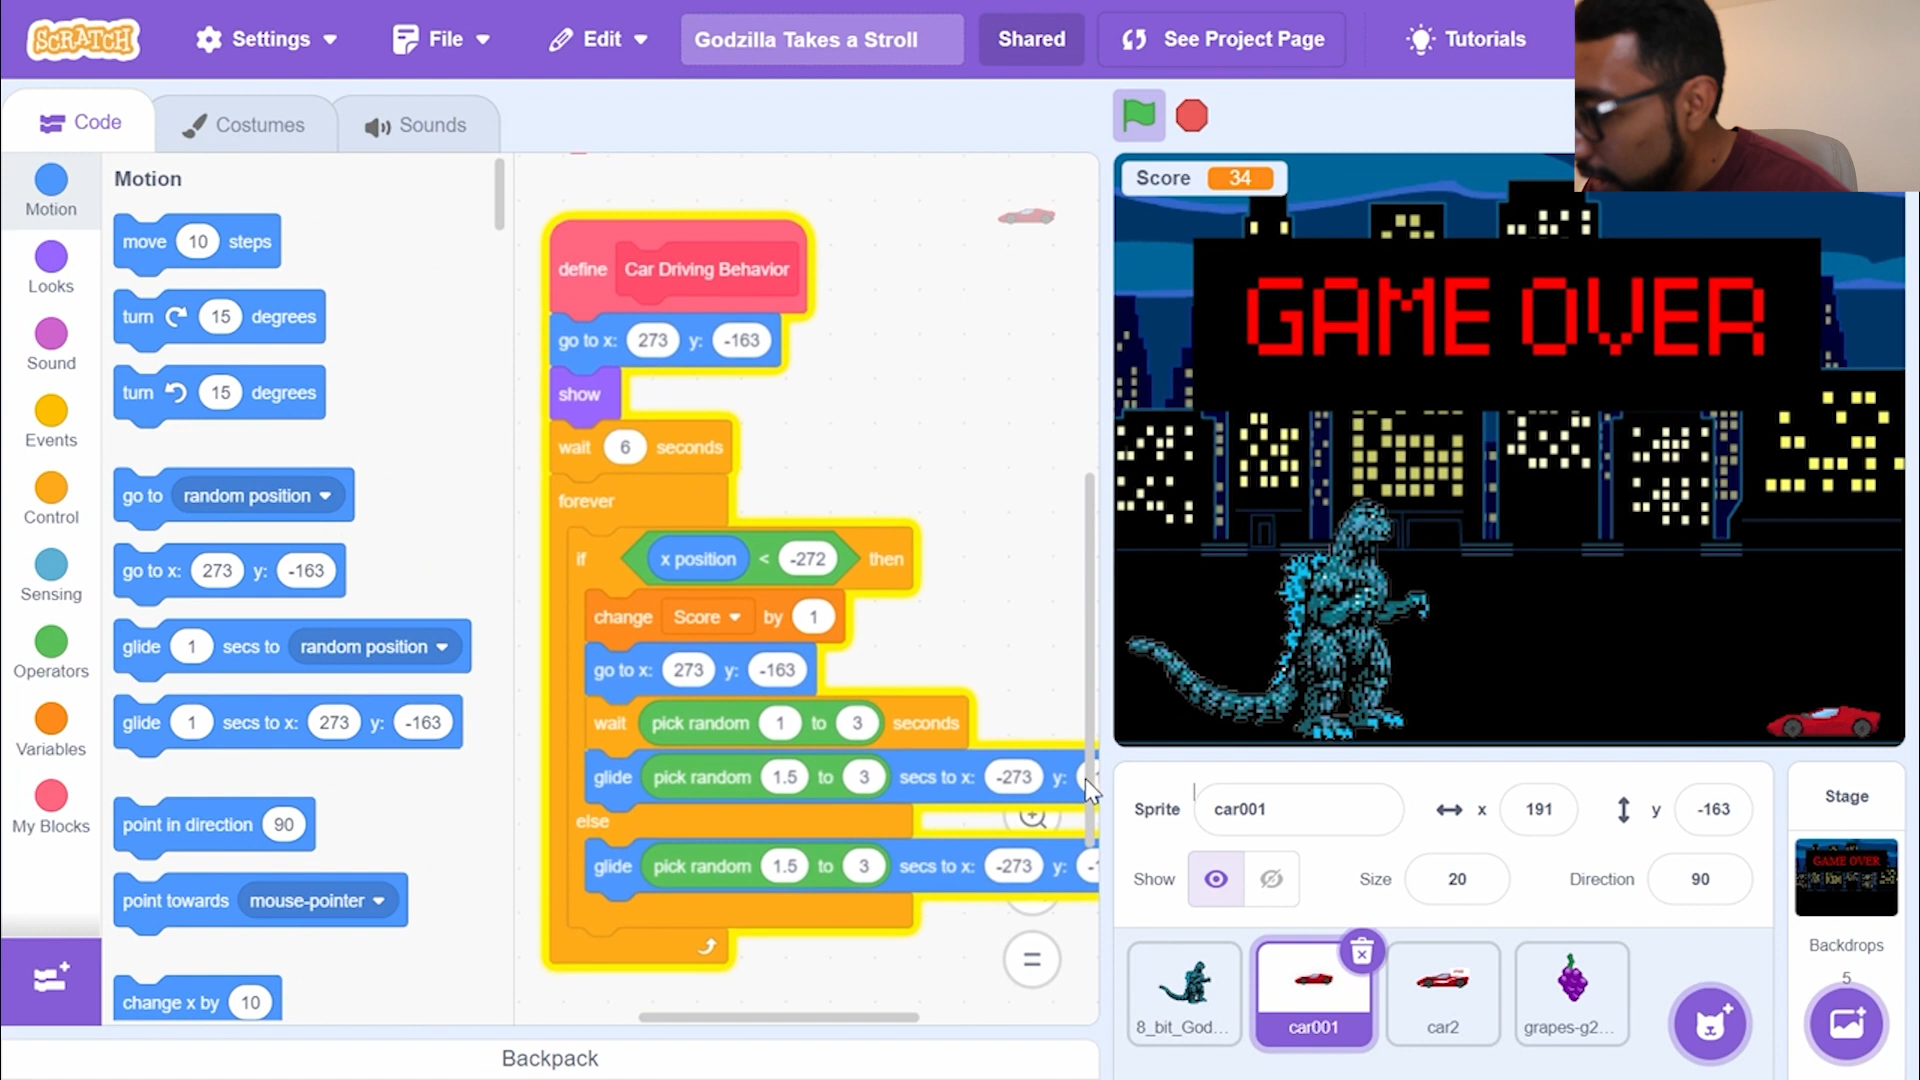 SCRATCH Settings File Edit Godzilla Takes a Stroll Shared See Project Page Tutorials
Code Costumes Sounds
Motion
Looks
Sound
Events
Control
Sensing
Operators
Variables
My Blocks
Motion
move 10 steps
turn 15 degrees
turn 15 degrees
go to random position
go to x: 273 y: -163
glide 1 secs to random position
glide 1 secs to x: 273 y: -163
point in direction 90
point towards mouse-pointer
change x by 10
define Car Driving Behavior
go to x: 273 y: -163
show
wait 6 seconds
forever
if x position < -272 then
change Score by 1
go to x: 273 y: -163
wait pick random 1 to 3 seconds
glide pick random 1.5 to 3 secs to x: -273 y:
else
glide pick random 1.5 to 3 secs to x: -273 y:
Backpack
Score 34
GAME OVER
Sprite car001 x 191 y -163
Show Size 20 Direction 90
8_bit_God... car001 car2 grapes-g2...
Stage
GAME OVER
Backdrops
5